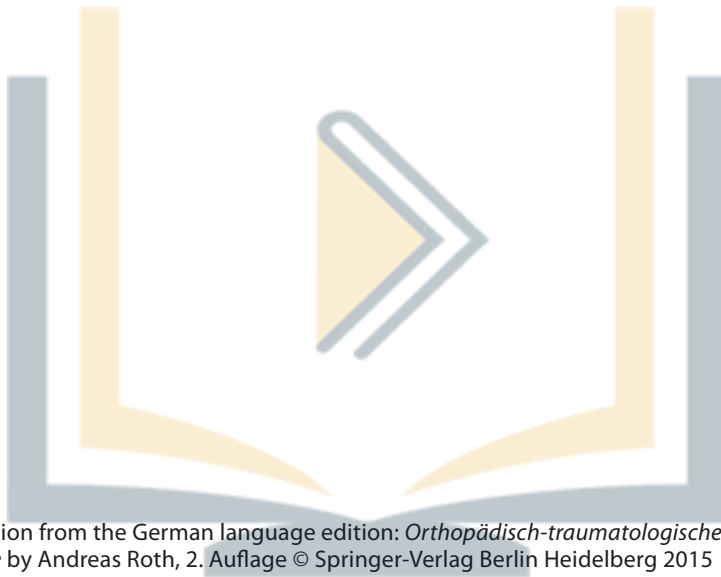 ion from the German language edition: Orthopädisch-traumatologische
by Andreas Roth, 2. Auflage © Springer-Verlag Berlin Heidelberg 2015